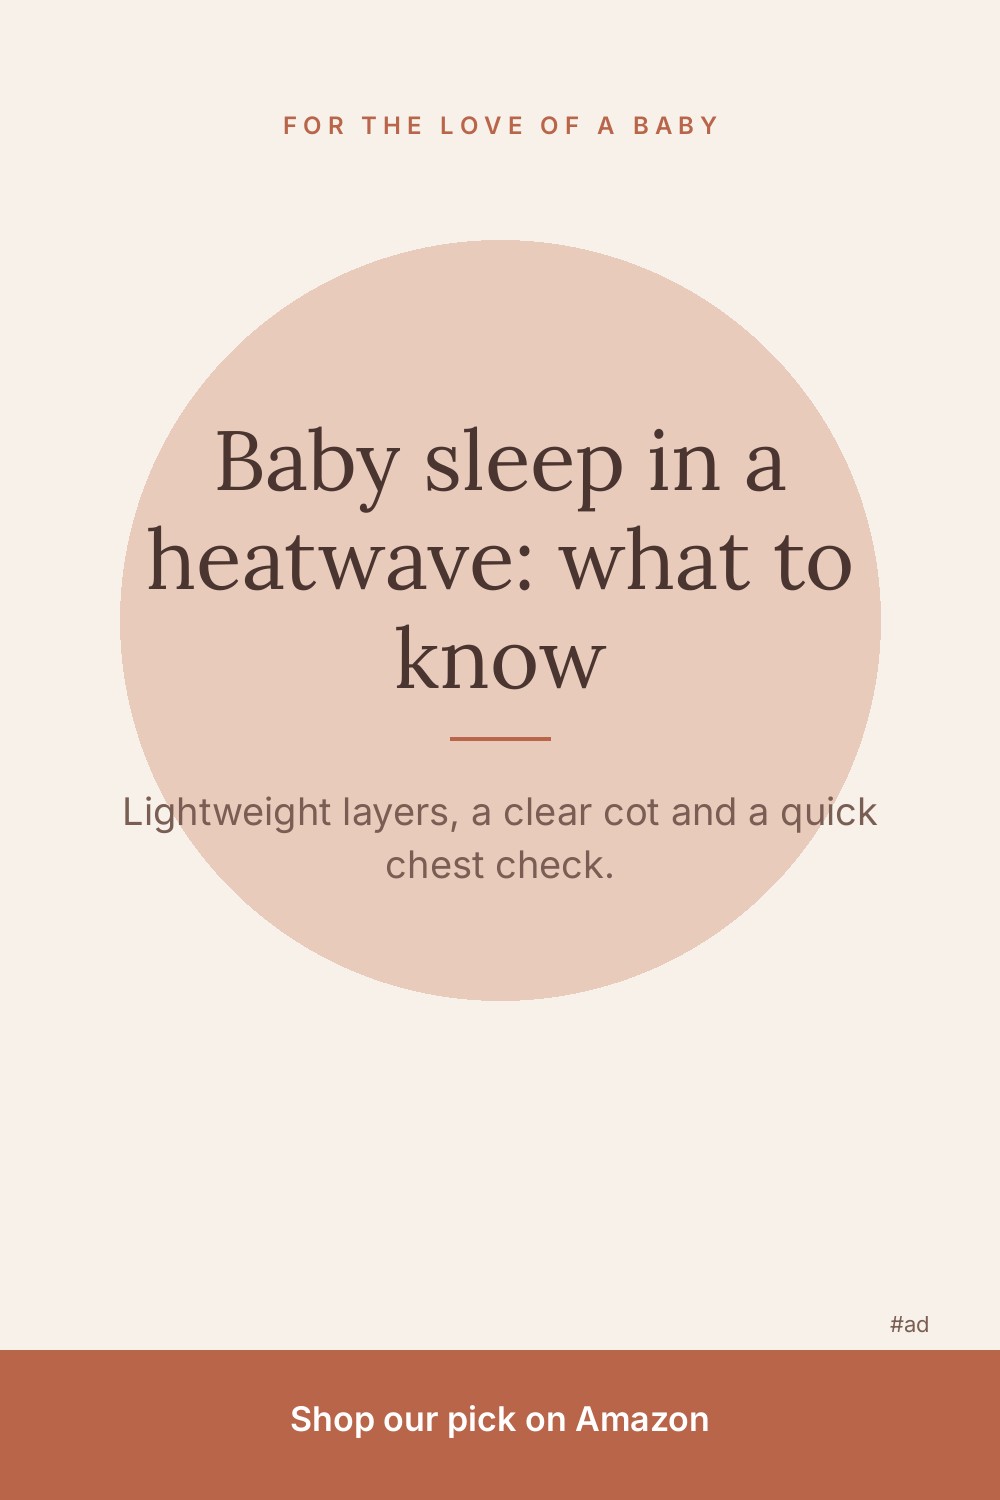 FOR THE LOVE OF A BABY
Baby sleep in a
heatwave: what to
know
Lightweight layers, a clear cot and a quick
chest check.
#ad
Shop our pick on Amazon